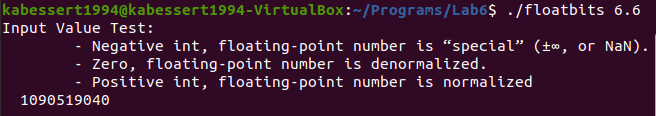 kabessert1994@kabessert1994-VirtualBox:~/Programs/Lab6$ ./floatbits 6.6
Input Value Test:
- Negative int, floating-point number is “special” (±∞, or NaN).
- Zero, floating-point number is denormalized.
- Positive int, floating-point number is normalized
1090519040